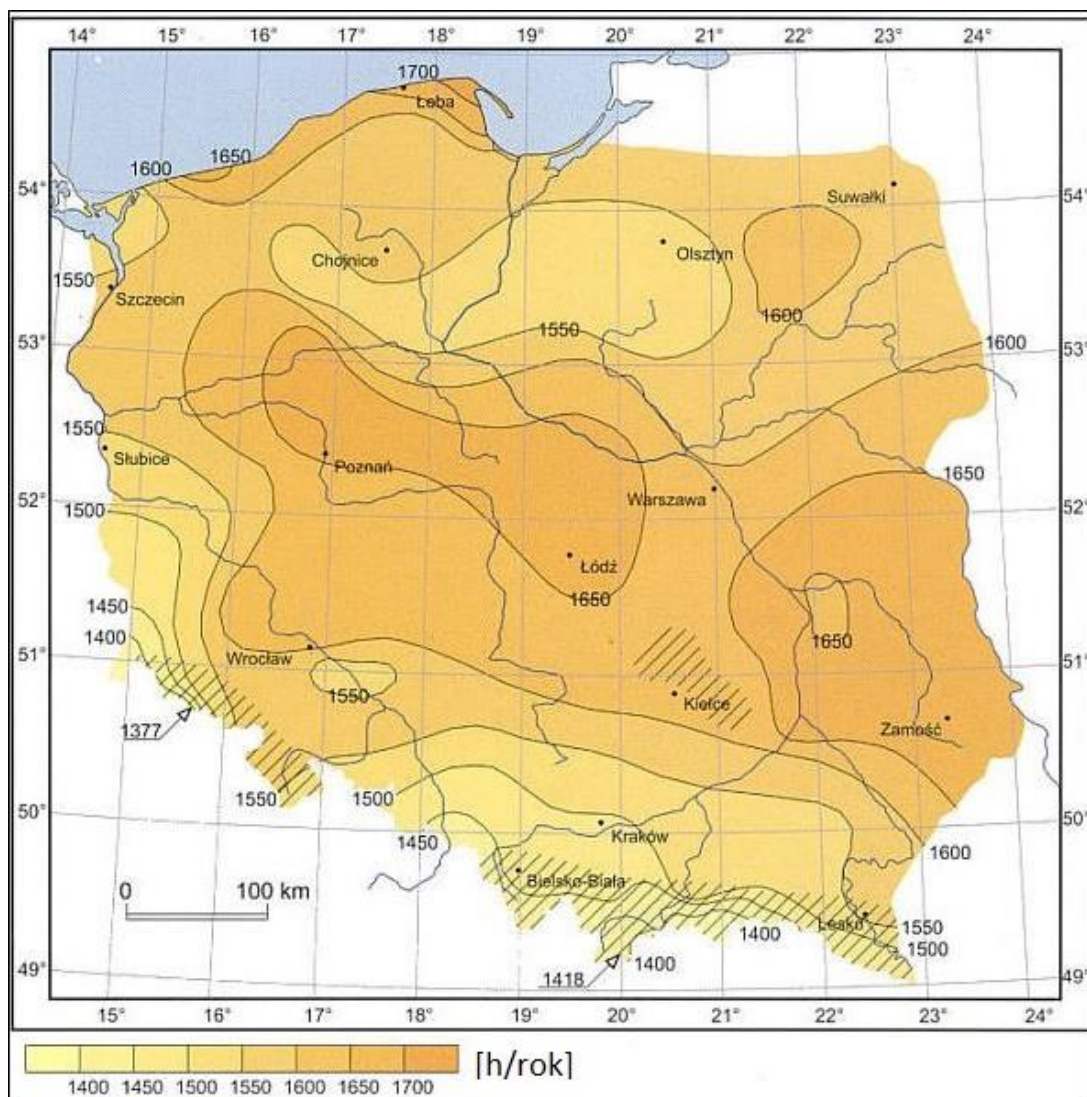 14° 15° 16° 17° 18° 19° 20° 21° 22° 23° 24°
1700
Łeba
1650
1600
54° 54°
Suwałki
Chojnice
Olsztyn
1550
Szczecin
1600
1550
53° 1600 53°
1550
Słubice
Poznań
1650
Warszawa
52° 52°
1500
Łódź
1650
1450
1400
1650
51° Wrocław 51°
1550
Kielce
1377
Zamość
50° 1550 1500 50°
1450
Kraków
1600
0 100 km
Bielsko-Biała
Lesko
1550
1400
1500
49° 1418 1400 49°
15° 16° 17° 18° 19° 20° 21° 22° 23°
[h/rok]
1400 1450 1500 1550 1600 1650 1700